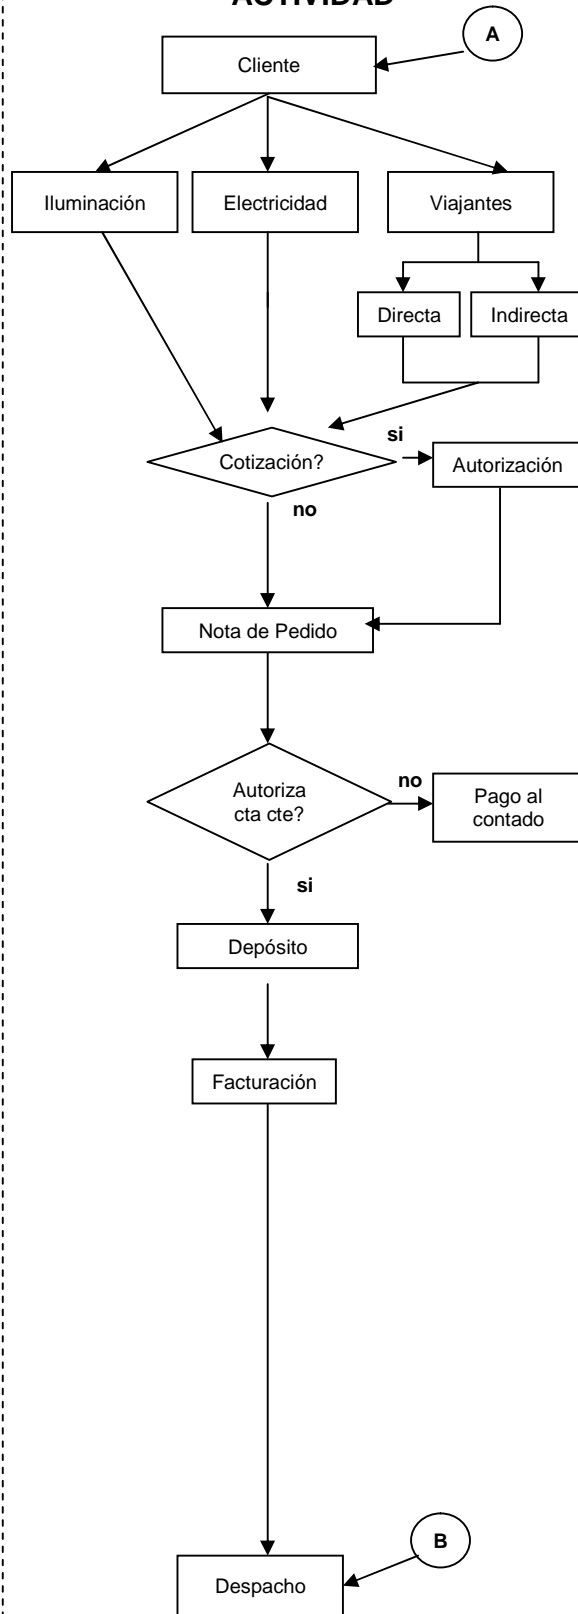 ACTIVIDAD
A
Cliente
Iluminación
Electricidad
Viajantes
Directa
Indirecta
si
Cotización?
Autorización
no
Nota de Pedido
no
Autoriza
cta cte?
Pago al
contado
si
Depósito
Facturación
B
Despacho